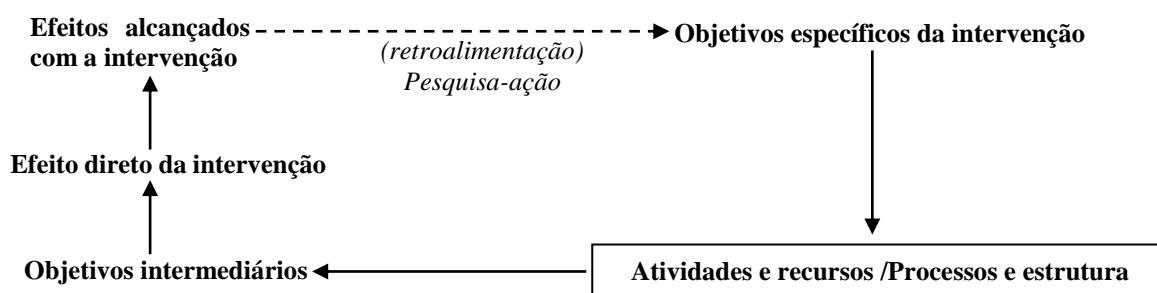 Efeitos alcançados
com a intervenção
(retroalimentação)
Pesquisa-ação
Objetivos específicos da intervenção
Efeito direto da intervenção
Objetivos intermediários
Atividades e recursos /Processos e estrutura